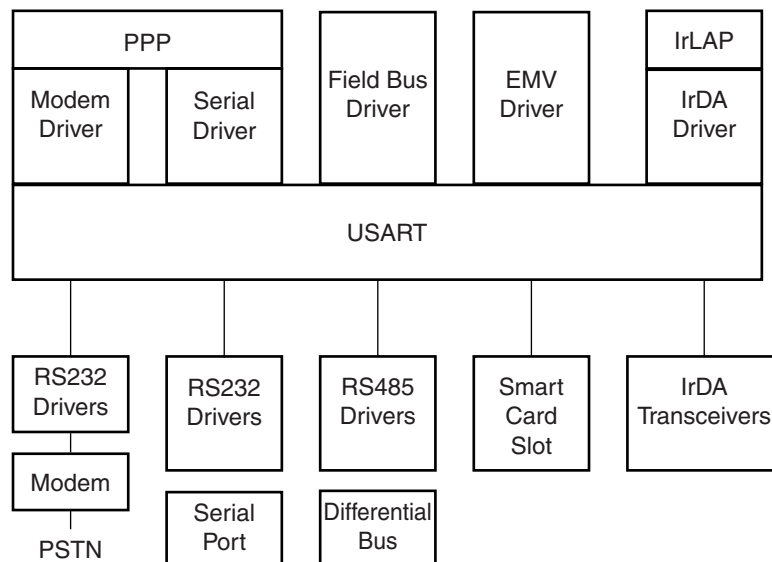 PPP
IrLAP
Modem
Driver
Serial
Driver
Field Bus
Driver
EMV
Driver
IrDA
Driver
USART
RS232
Drivers
RS232
Drivers
RS485
Drivers
Smart
Card
Slot
IrDA
Transceivers
Modem
Serial
Port
Differential
Bus
PSTN